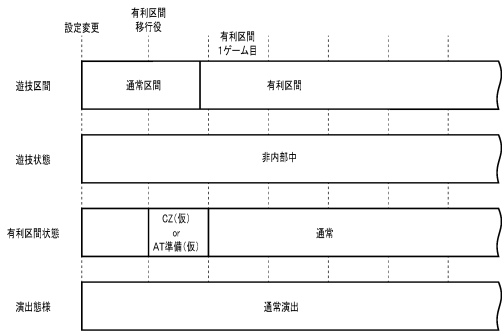 設定変更
有利区間
移行役
有利区間
1ゲーム目
遊技区間
通常区間
有利区間
遊技状態
非内部中
有利区間状態
CZ(仮)
or
AT準備(仮)
通常
演出態様
通常演出